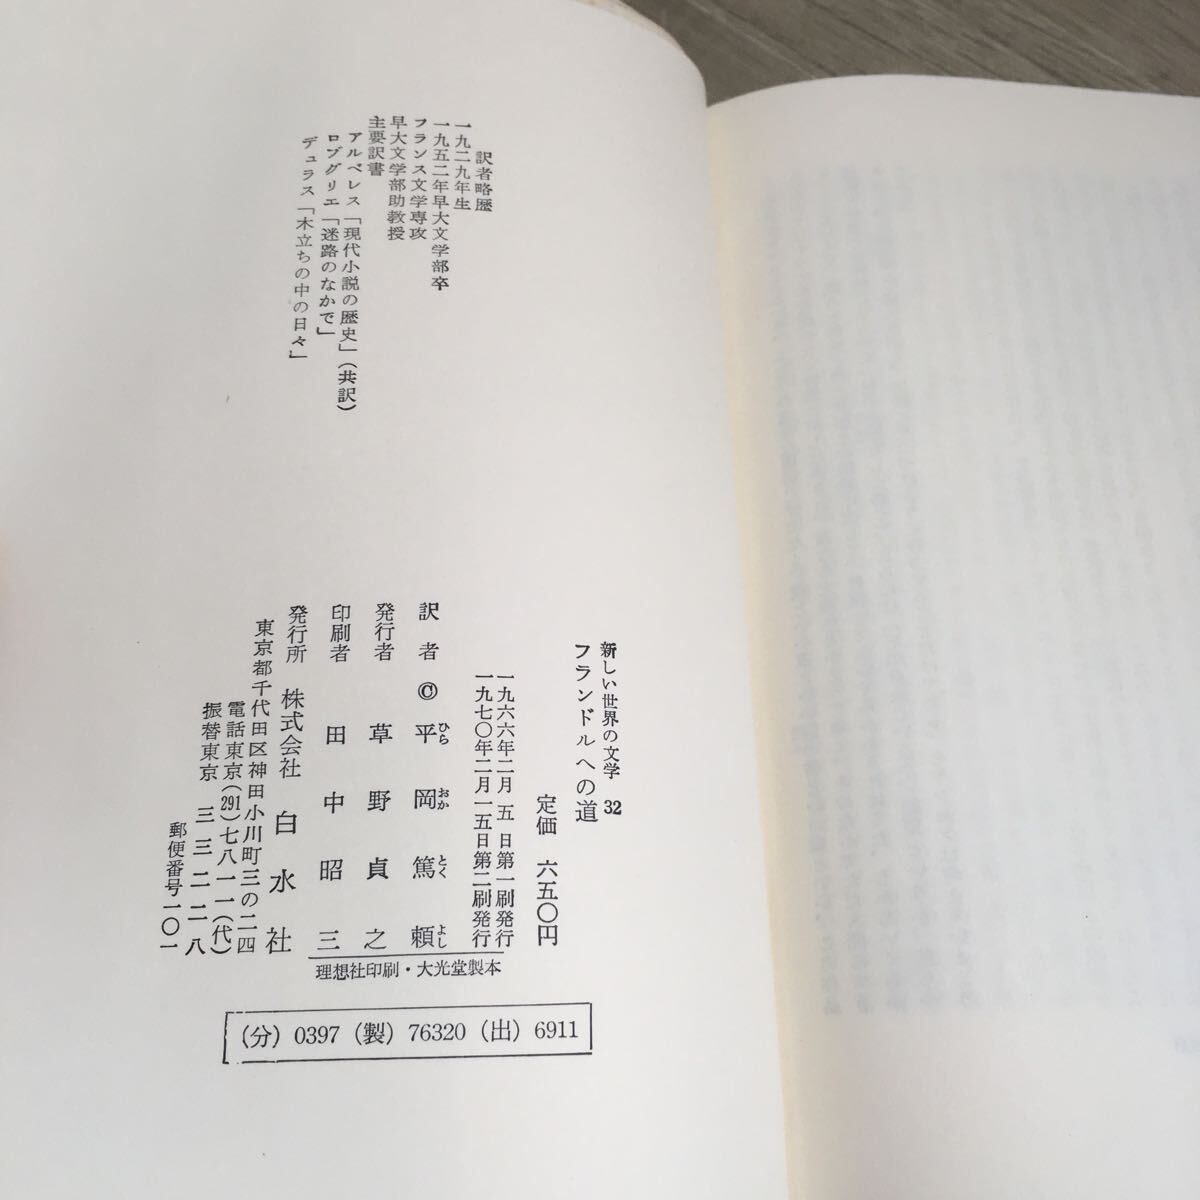 訳者略歴
一九二九年生
一九五二年早大文学部卒
フランス文学専攻
早大文学部助教授
主要訳書
アルベレス「現代小説の歴史」(共訳)
ロブグリエ「迷路のなかで」
デュラス「木立ちの中の日々」
新しい世界の文学 32
フランドルへの道
定価 六五〇円
一九六六年二月 五 日第一刷発行
一九七〇年二月一五日第二刷発行
訳者 © 平岡篤頼
ひら おか とく よし
発行者 草野貞之
印刷者 田中昭三
発行所 株式会社 白水社
東京都千代田区神田小川町三の二四
電話東京(291)七八一一(代)
振替東京 三三二二八
郵便番号一〇一
理想社印刷・大光堂製本
(分) 0397 (製) 76320 (出) 6911